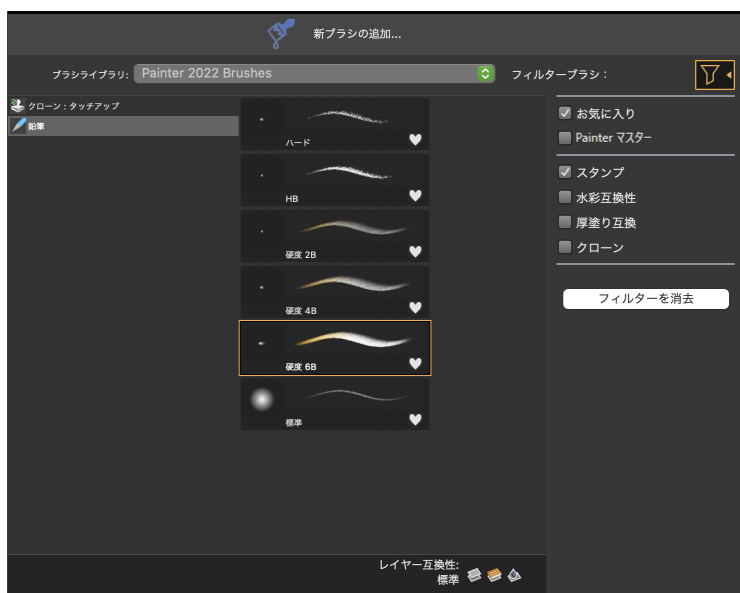 新ブラシの追加...
ブラシライブラリ: Painter 2022 Brushes
フィルターブラシ：
クローン：タッチアップ
鉛筆
ハード
HB
硬度 2B
硬度 4B
硬度 6B
標準
お気に入り
Painter マスター
スタンプ
水彩互換性
厚塗り互換
クローン
フィルターを消去
レイヤー互換性:
標準